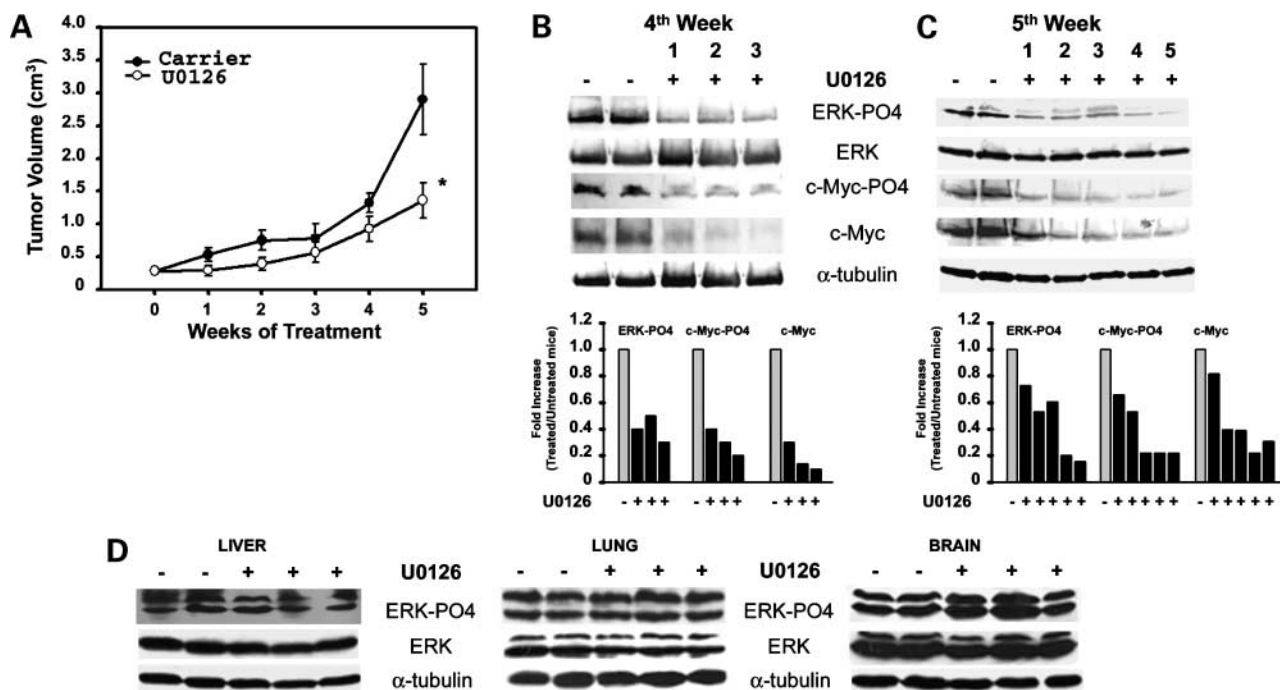 A
4.0
3.5
3.0
2.5
2.0
1.5
1.0
0.5
0
Tumor Volume (cm³)
Carrier
U0126
*
0 1 2 3 4 5
Weeks of Treatment
B 4th Week
1 2 3
- - + + +
U0126
ERK-PO4
ERK
c-Myc-PO4
c-Myc
α-tubulin
C 5th Week
1 2 3 4 5
- - + + + + +
1.2
1.0
0.8
0.6
0.4
0.2
0
Fold Increase
(Treated/Untreated mice)
ERK-PO4 c-Myc-PO4 c-Myc
U0126 - + + + - + + + - + + +
1.2
1.0
0.8
0.6
0.4
0.2
0
Fold Increase
(Treated/Untreated mice)
ERK-PO4 c-Myc-PO4 c-Myc
U0126 - + + + + + - + + + + + - + + + + +
D LIVER LUNG BRAIN
- - + + + U0126 - - + + + U0126 - - + + +
ERK-PO4 ERK-PO4
ERK ERK
α-tubulin α-tubulin